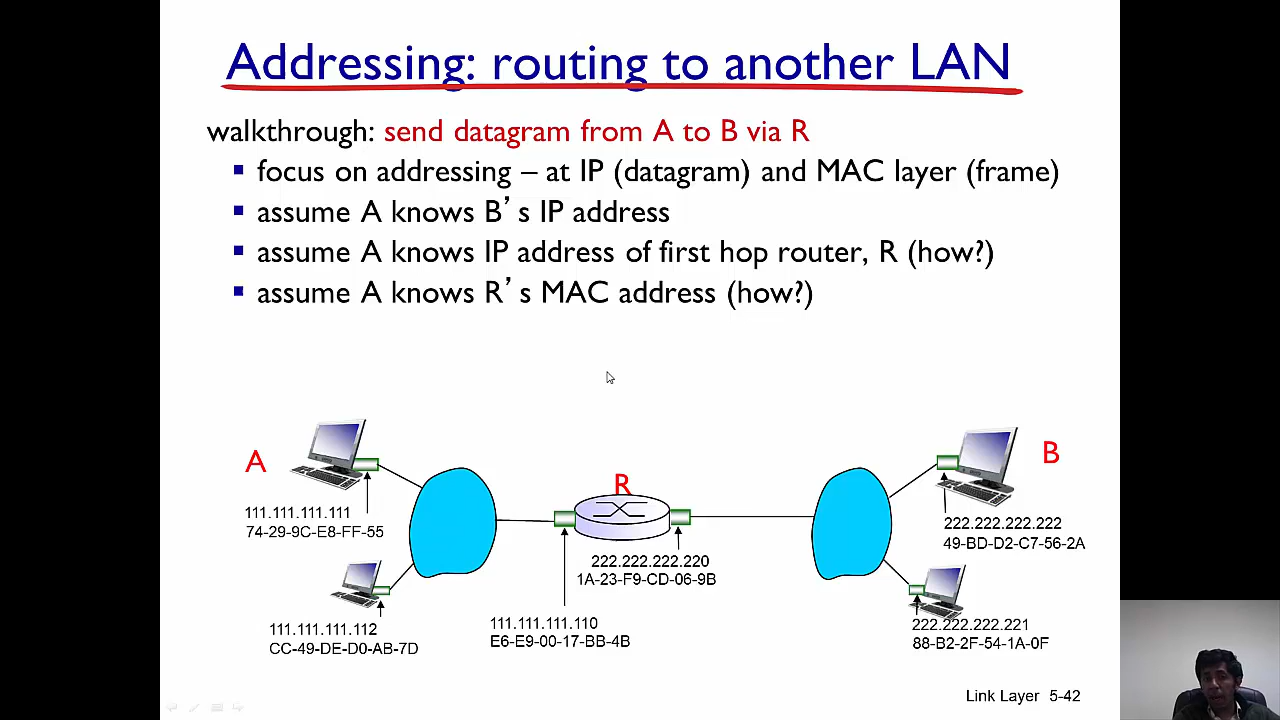 Addressing: routing to another LAN
walkthrough: send datagram from A to B via R
focus on addressing – at IP (datagram) and MAC layer (frame)
assume A knows B’s IP address
assume A knows IP address of first hop router, R (how?)
assume A knows R’s MAC address (how?)
A
B
R
111.111.111.111
74-29-9C-E8-FF-55
222.222.222.222
49-BD-D2-C7-56-2A
222.222.222.220
1A-23-F9-CD-06-9B
111.111.111.112
CC-49-DE-D0-AB-7D
111.111.111.110
E6-E9-00-17-BB-4B
222.222.222.221
88-B2-2F-54-1A-0F
Link Layer 5-42